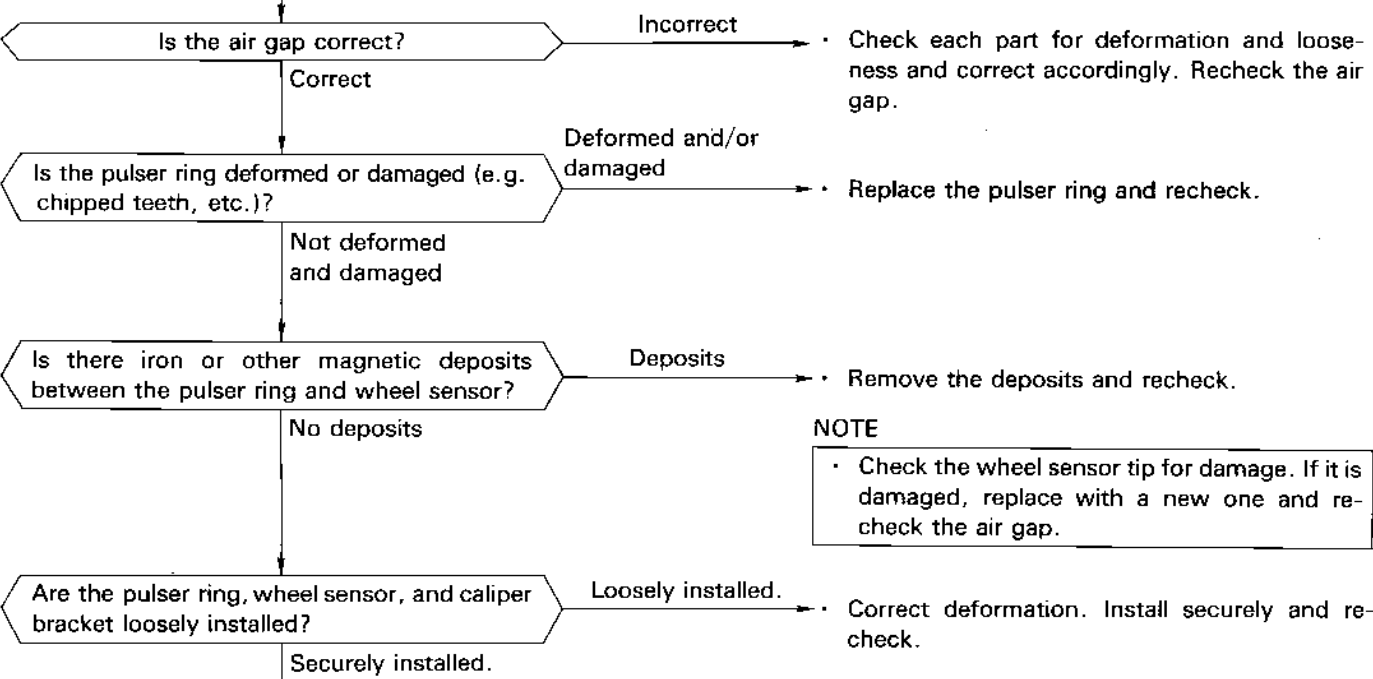 Is the air gap correct?
Incorrect
· Check each part for deformation and loose-
ness and correct accordingly. Recheck the air
gap.
Correct
Is the pulser ring deformed or damaged (e.g.
chipped teeth, etc.)?
Deformed and/or
damaged
· Replace the pulser ring and recheck.
Not deformed
and damaged
Is there iron or other magnetic deposits
between the pulser ring and wheel sensor?
Deposits
· Remove the deposits and recheck.
No deposits
NOTE
· Check the wheel sensor tip for damage. If it is
damaged, replace with a new one and re-
check the air gap.
Are the pulser ring, wheel sensor, and caliper
bracket loosely installed?
Loosely installed.
· Correct deformation. Install securely and re-
check.
Securely installed.